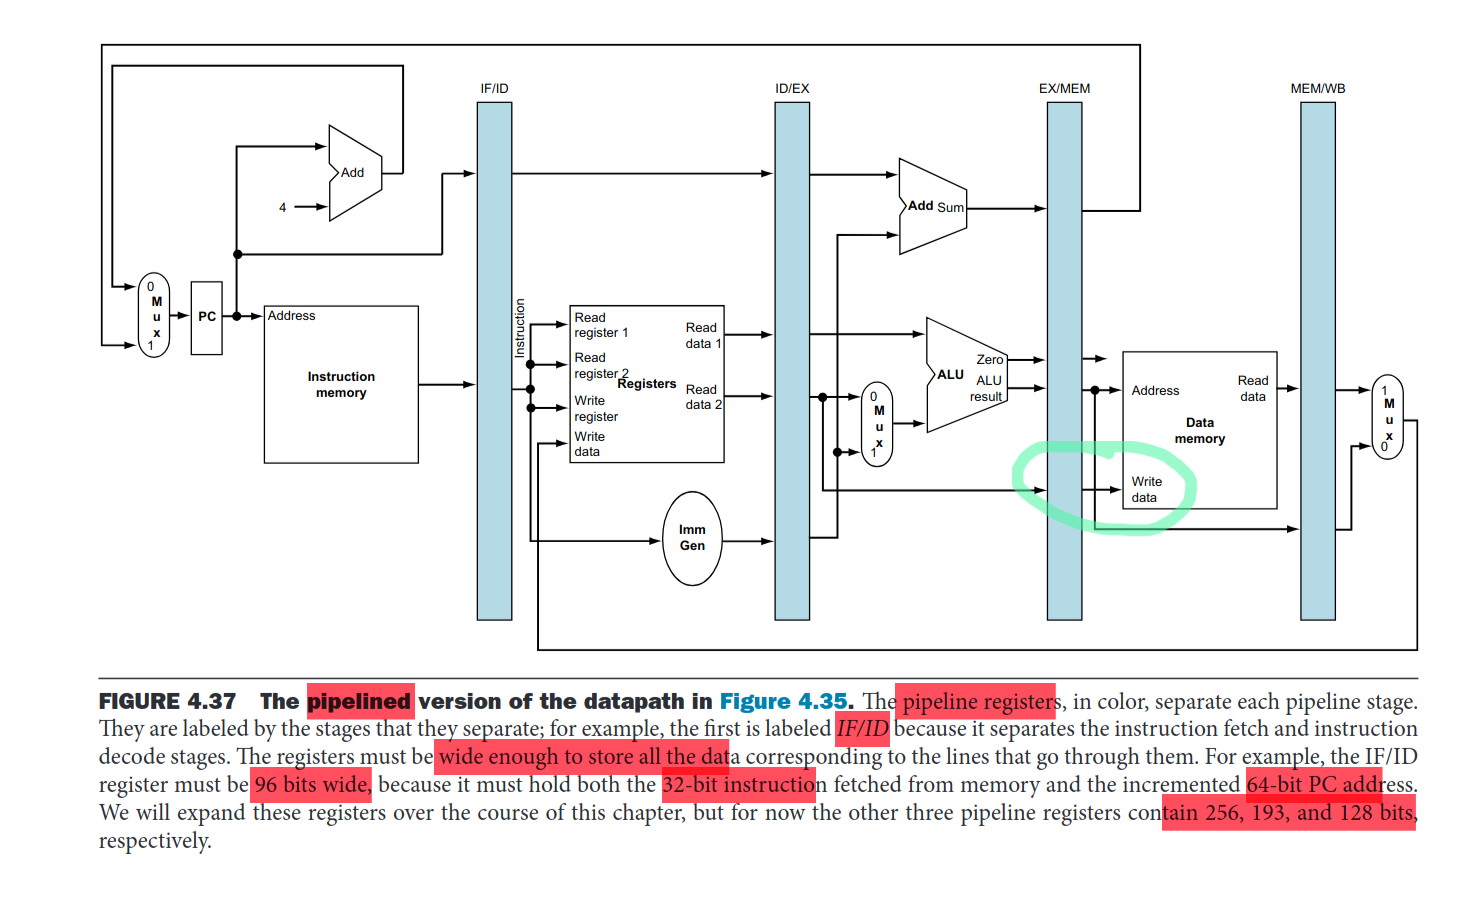 IF/ID
ID/EX
EX/MEM
MEM/WB
Add
4
Add Sum
0
M
u
x
1
PC
Address
Instruction
memory
Instruction
Read
register 1
Read
register 2
Write
register
Write
data
Registers
Read
data 1
Read
data 2
Imm
Gen
0
M
u
x
1
ALU
Zero
ALU
result
Address
Write
data
Data
memory
Read
data
1
M
u
x
0
FIGURE 4.37 The pipelined version of the datapath in Figure 4.35. The pipeline registers, in color, separate each pipeline stage.
They are labeled by the stages that they separate; for example, the first is labeled IF/ID because it separates the instruction fetch and instruction
decode stages. The registers must be wide enough to store all the data corresponding to the lines that go through them. For example, the IF/ID
register must be 96 bits wide, because it must hold both the 32-bit instruction fetched from memory and the incremented 64-bit PC address.
We will expand these registers over the course of this chapter, but for now the other three pipeline registers contain 256, 193, and 128 bits,
respectively.